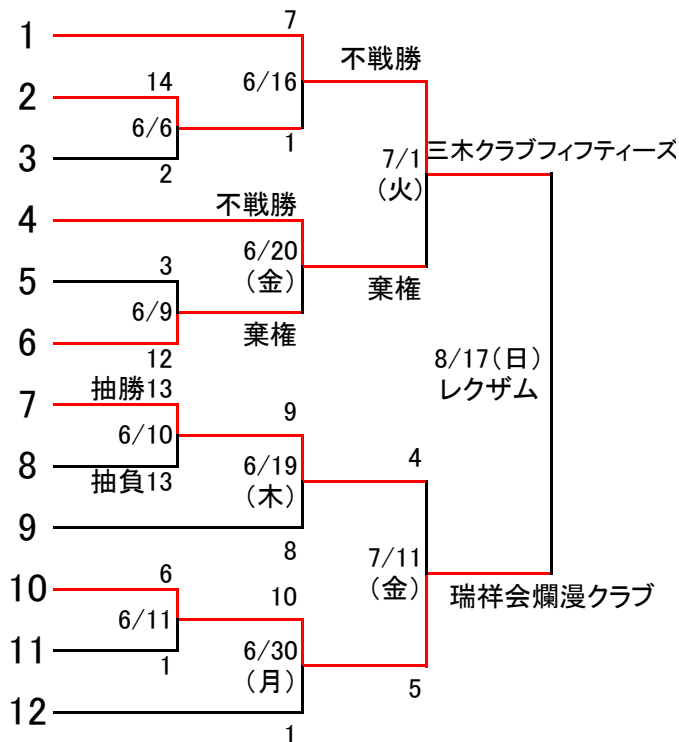 1
7
不戦勝
2
14
6/6
6/16
3
2
1
7/1
(火)
三木クラブフィフティーズ
4
不戦勝
6/20
(金)
5
3
6/9
棄権
6
12
棄権
8/17(日)
レクザム
7
抽勝13
6/10
9
8
抽負13
6/19
(木)
4
9
8
7/11
(金)
瑞祥会爛漫クラブ
10
6
6/11
10
11
1
6/30
(月)
5
12
1